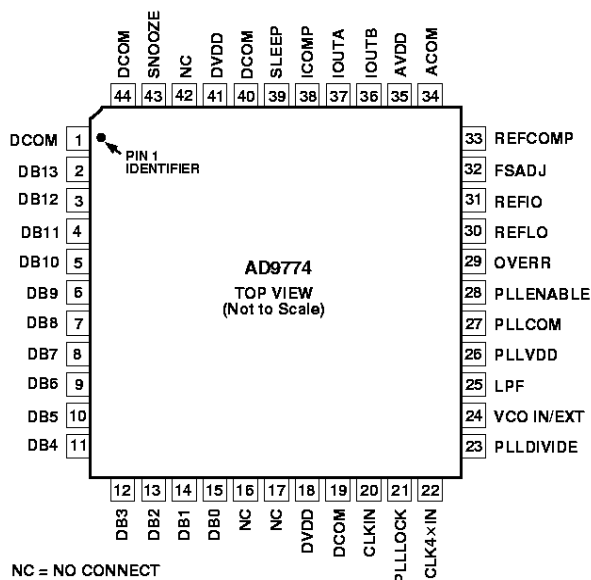 DCOM SNOOZE NC DVDD DCOM SLEEP ICOMP IOUTA IOUTB AVDD ACOM
44 43 42 41 40 39 38 37 36 35 34
DCOM 1
DB13 2
DB12 3
DB11 4
DB10 5
DB9 6
DB8 7
DB7 8
DB6 9
DB5 10
DB4 11
PIN 1
IDENTIFIER
AD9774
TOP VIEW
(Not to Scale)
33 REFCOMP
32 FSADJ
31 REFIO
30 REFLO
29 OVERR
28 PLLENABLE
27 PLLCOM
26 PLLVDD
25 LPF
24 VCO IN/EXT
23 PLLDIVIDE
12 13 14 15 16 17 18 19 20 21 22
DB3 DB2 DB1 DB0 NC NC DVDD DCOM CLKIN PLLLOCK CLK4×IN
NC = NO CONNECT